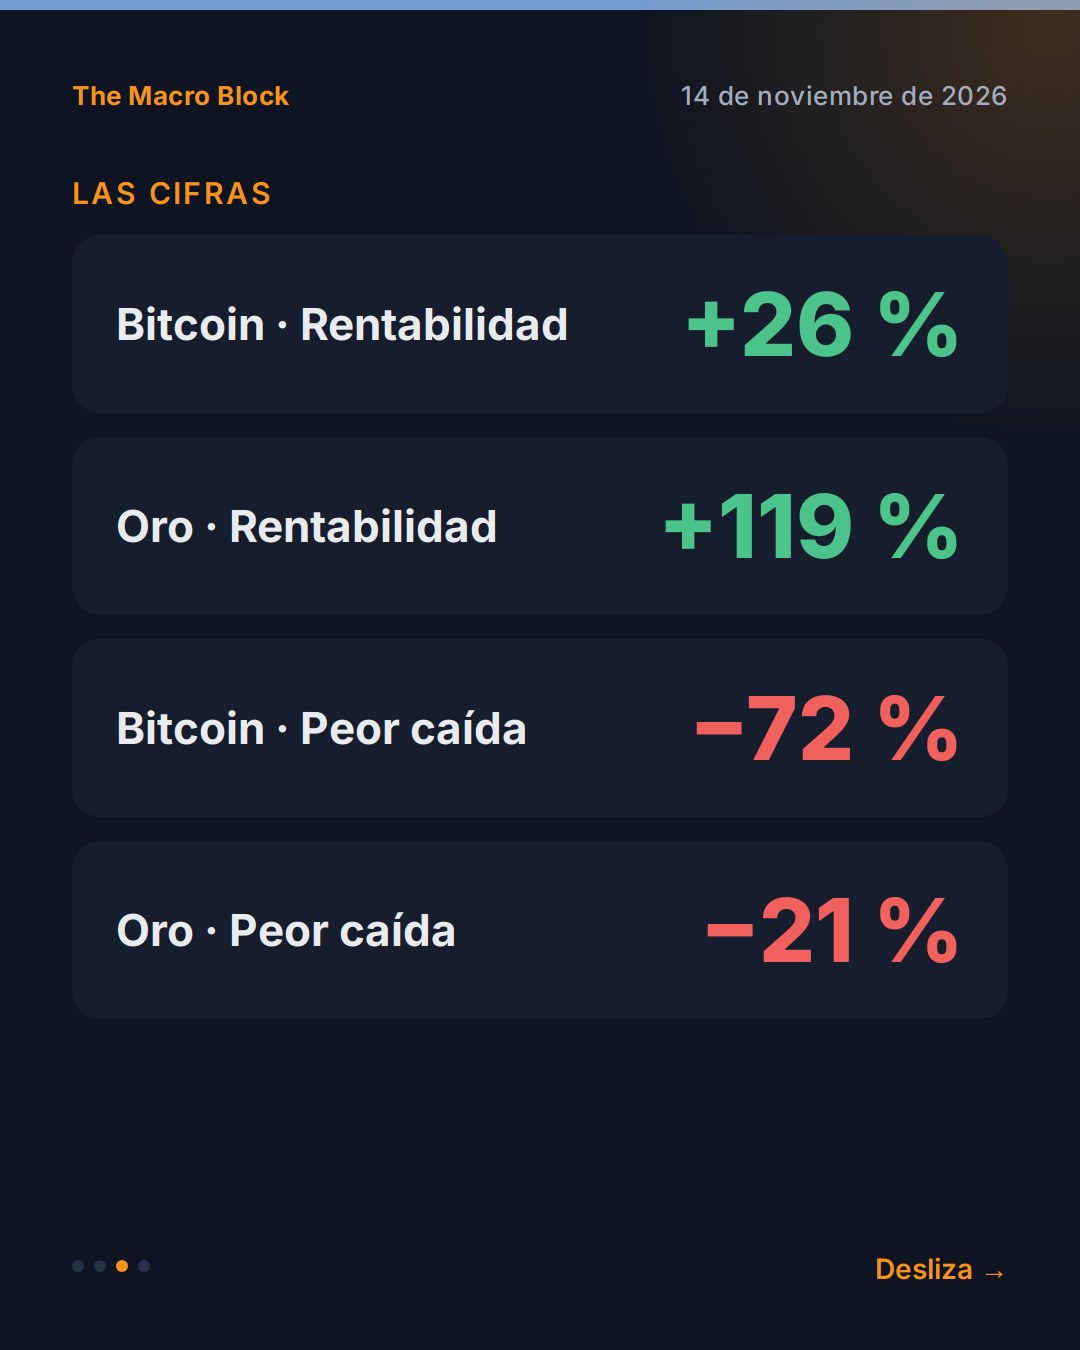 The Macro Block
14 de noviembre de 2026
LAS CIFRAS
Bitcoin · Rentabilidad +26 %
Oro · Rentabilidad +119 %
Bitcoin · Peor caída −72 %
Oro · Peor caída −21 %
Desliza →